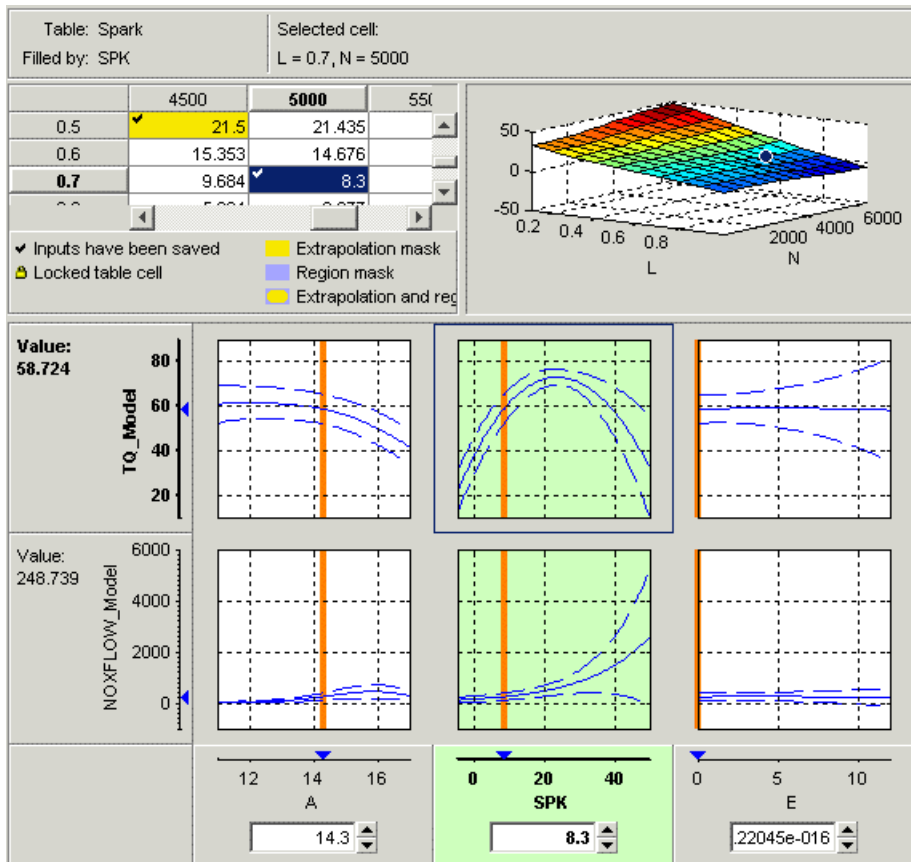 Table: Spark
Filled by: SPK
Selected cell:
L = 0.7, N = 5000
4500 5000
0.5 21.5 21.435
0.6 15.353 14.676
0.7 9.684 8.3
Inputs have been saved
Locked table cell
Extrapolation mask
Region mask
Extrapolation and reg
50
0
-50
0.2 0.4 0.6 0.8
L
2000 4000 6000
N
Value:
58.724
TQ_Model
80
60
40
20
Value:
248.739
NOXFLOW_Model
6000
4000
2000
0
12 14 16
A
14.3
0 20 40
SPK
8.3
0 5 10
E
.22045e-016